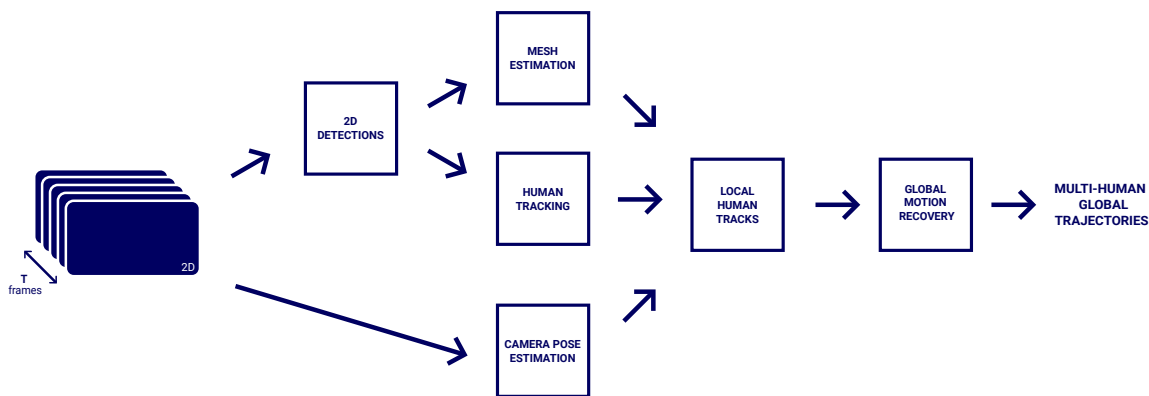 2D
T
frames
2D
DETECTIONS
MESH
ESTIMATION
HUMAN
TRACKING
CAMERA POSE
ESTIMATION
LOCAL
HUMAN
TRACKS
GLOBAL
MOTION
RECOVERY
MULTI-HUMAN
GLOBAL
TRAJECTORIES